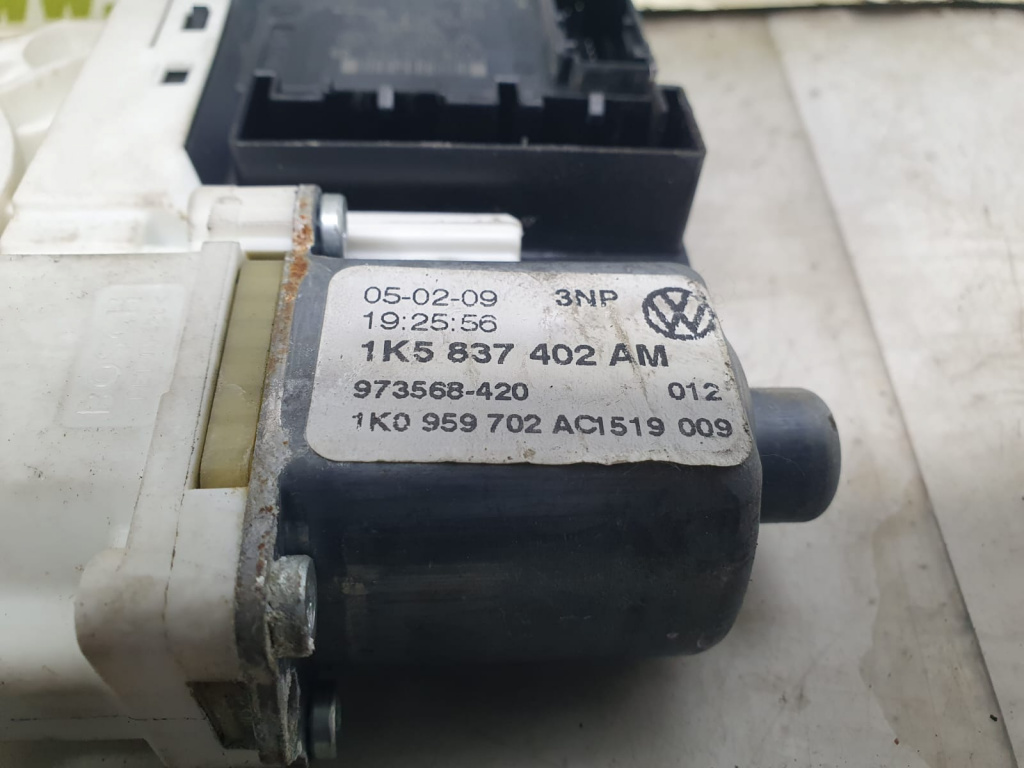 05-02-09 3NP
19:25:56
1K5 837 402 AM
973568-420 012
1K0 959 702 AC1519 009
BOSCH